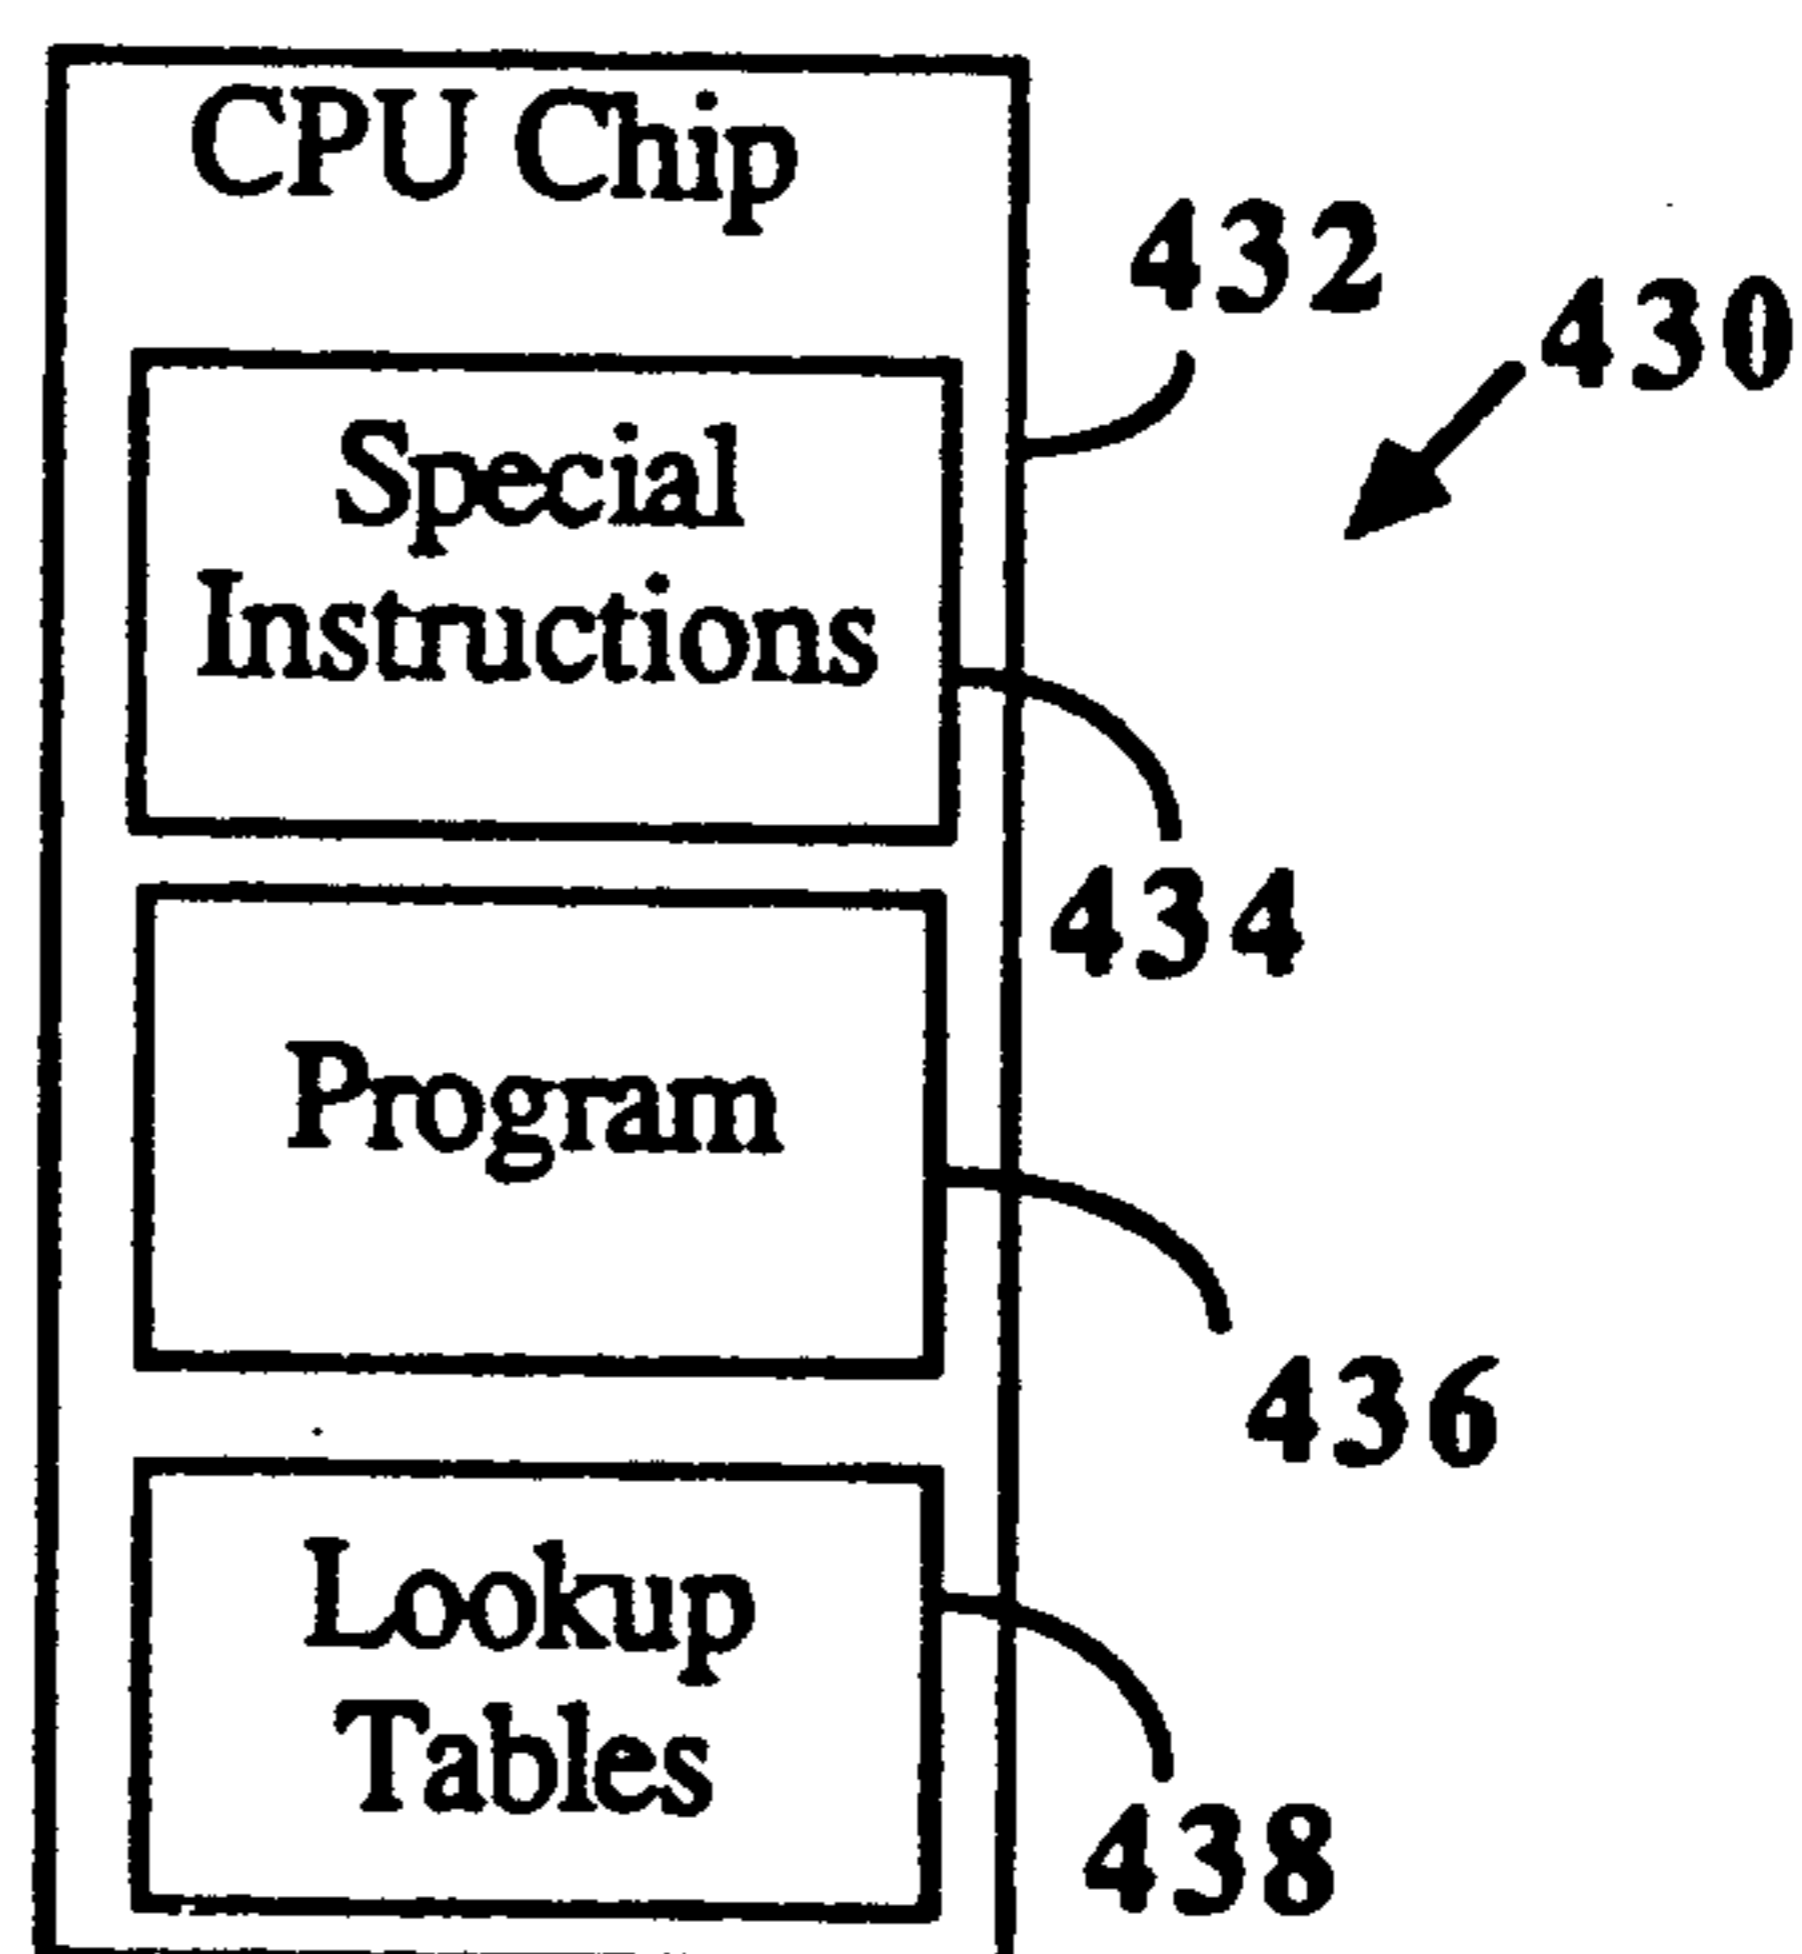 CPU Chip
432
430
Special
Instructions
434
Program
436
Lookup
Tables
438